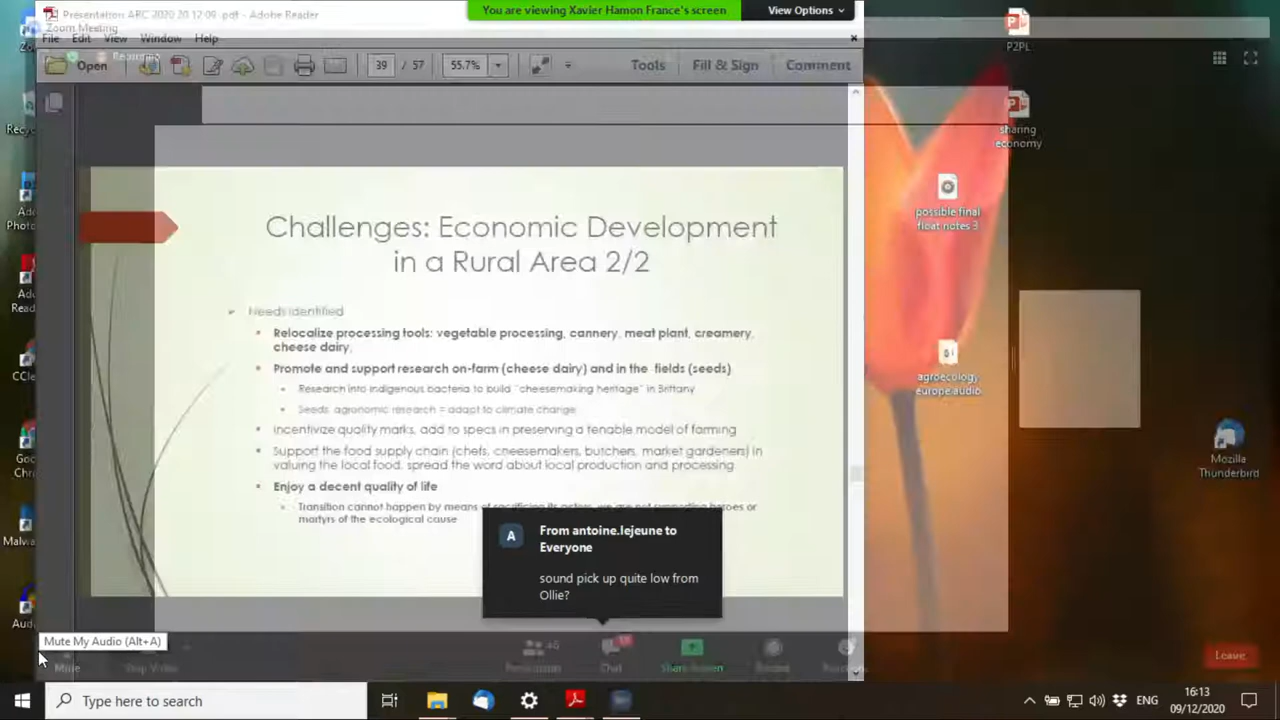 Presentation ARC 2020 20 12 09 .pdf - Adobe Reader
You are viewing Xavier Hamon France's screen
View Options
Zoom Meeting
File Edit View Window Help
Open
39 / 57
55.7%
Tools
Fill & Sign
Comment
P2PL
sharing
economy
possible final
float notes 3
agroecology
europe audio
Mozilla
Thunderbird
Challenges: Economic Development
in a Rural Area 2/2
Needs identified
Relocalize processing tools: vegetable processing, cannery, meat plant, creamery,
cheese dairy,
Promote and support research on-farm (cheese dairy) and in the fields (seeds)
Research into indigenous bacteria to build "cheesemaking heritage" in Brittany
Seeds: agronomic research = adapt to climate change
Incentivize quality marks, add to specs in preserving a tenable model of farming
Support the food supply chain (chefs, cheesemakers, butchers, market gardeners) in
valuing the local food, spread the word about local production and processing
Enjoy a decent quality of life
Transition cannot happen by means of sacrificing its actors, we are not supporting heroes or
martyrs of the ecological cause
A
From antoine.lejeune to
Everyone
sound pick up quite low from
Ollie?
Mute My Audio (Alt+A)
Mute
Stop Video
Participants
Chat
Share Screen
Record
Leave
Type here to search
ENG
16:13
09/12/2020